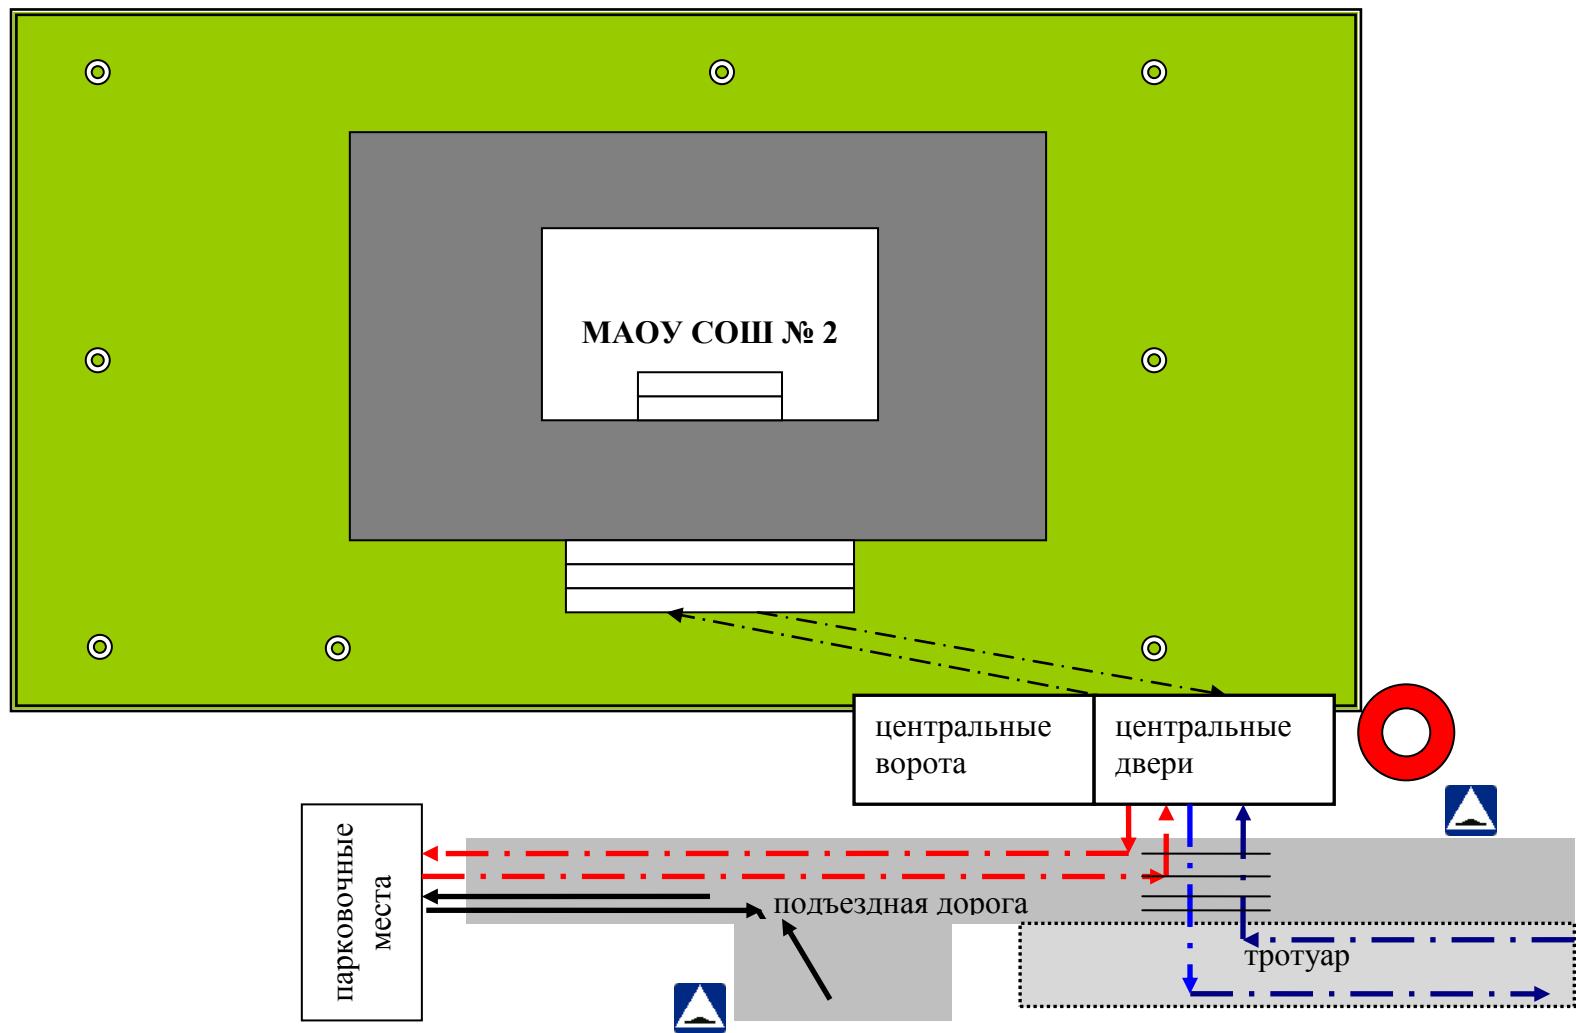 МАОУ СОШ № 2
центральные
ворота
центральные
двери
парковочные
места
подъездная дорога
тротуар